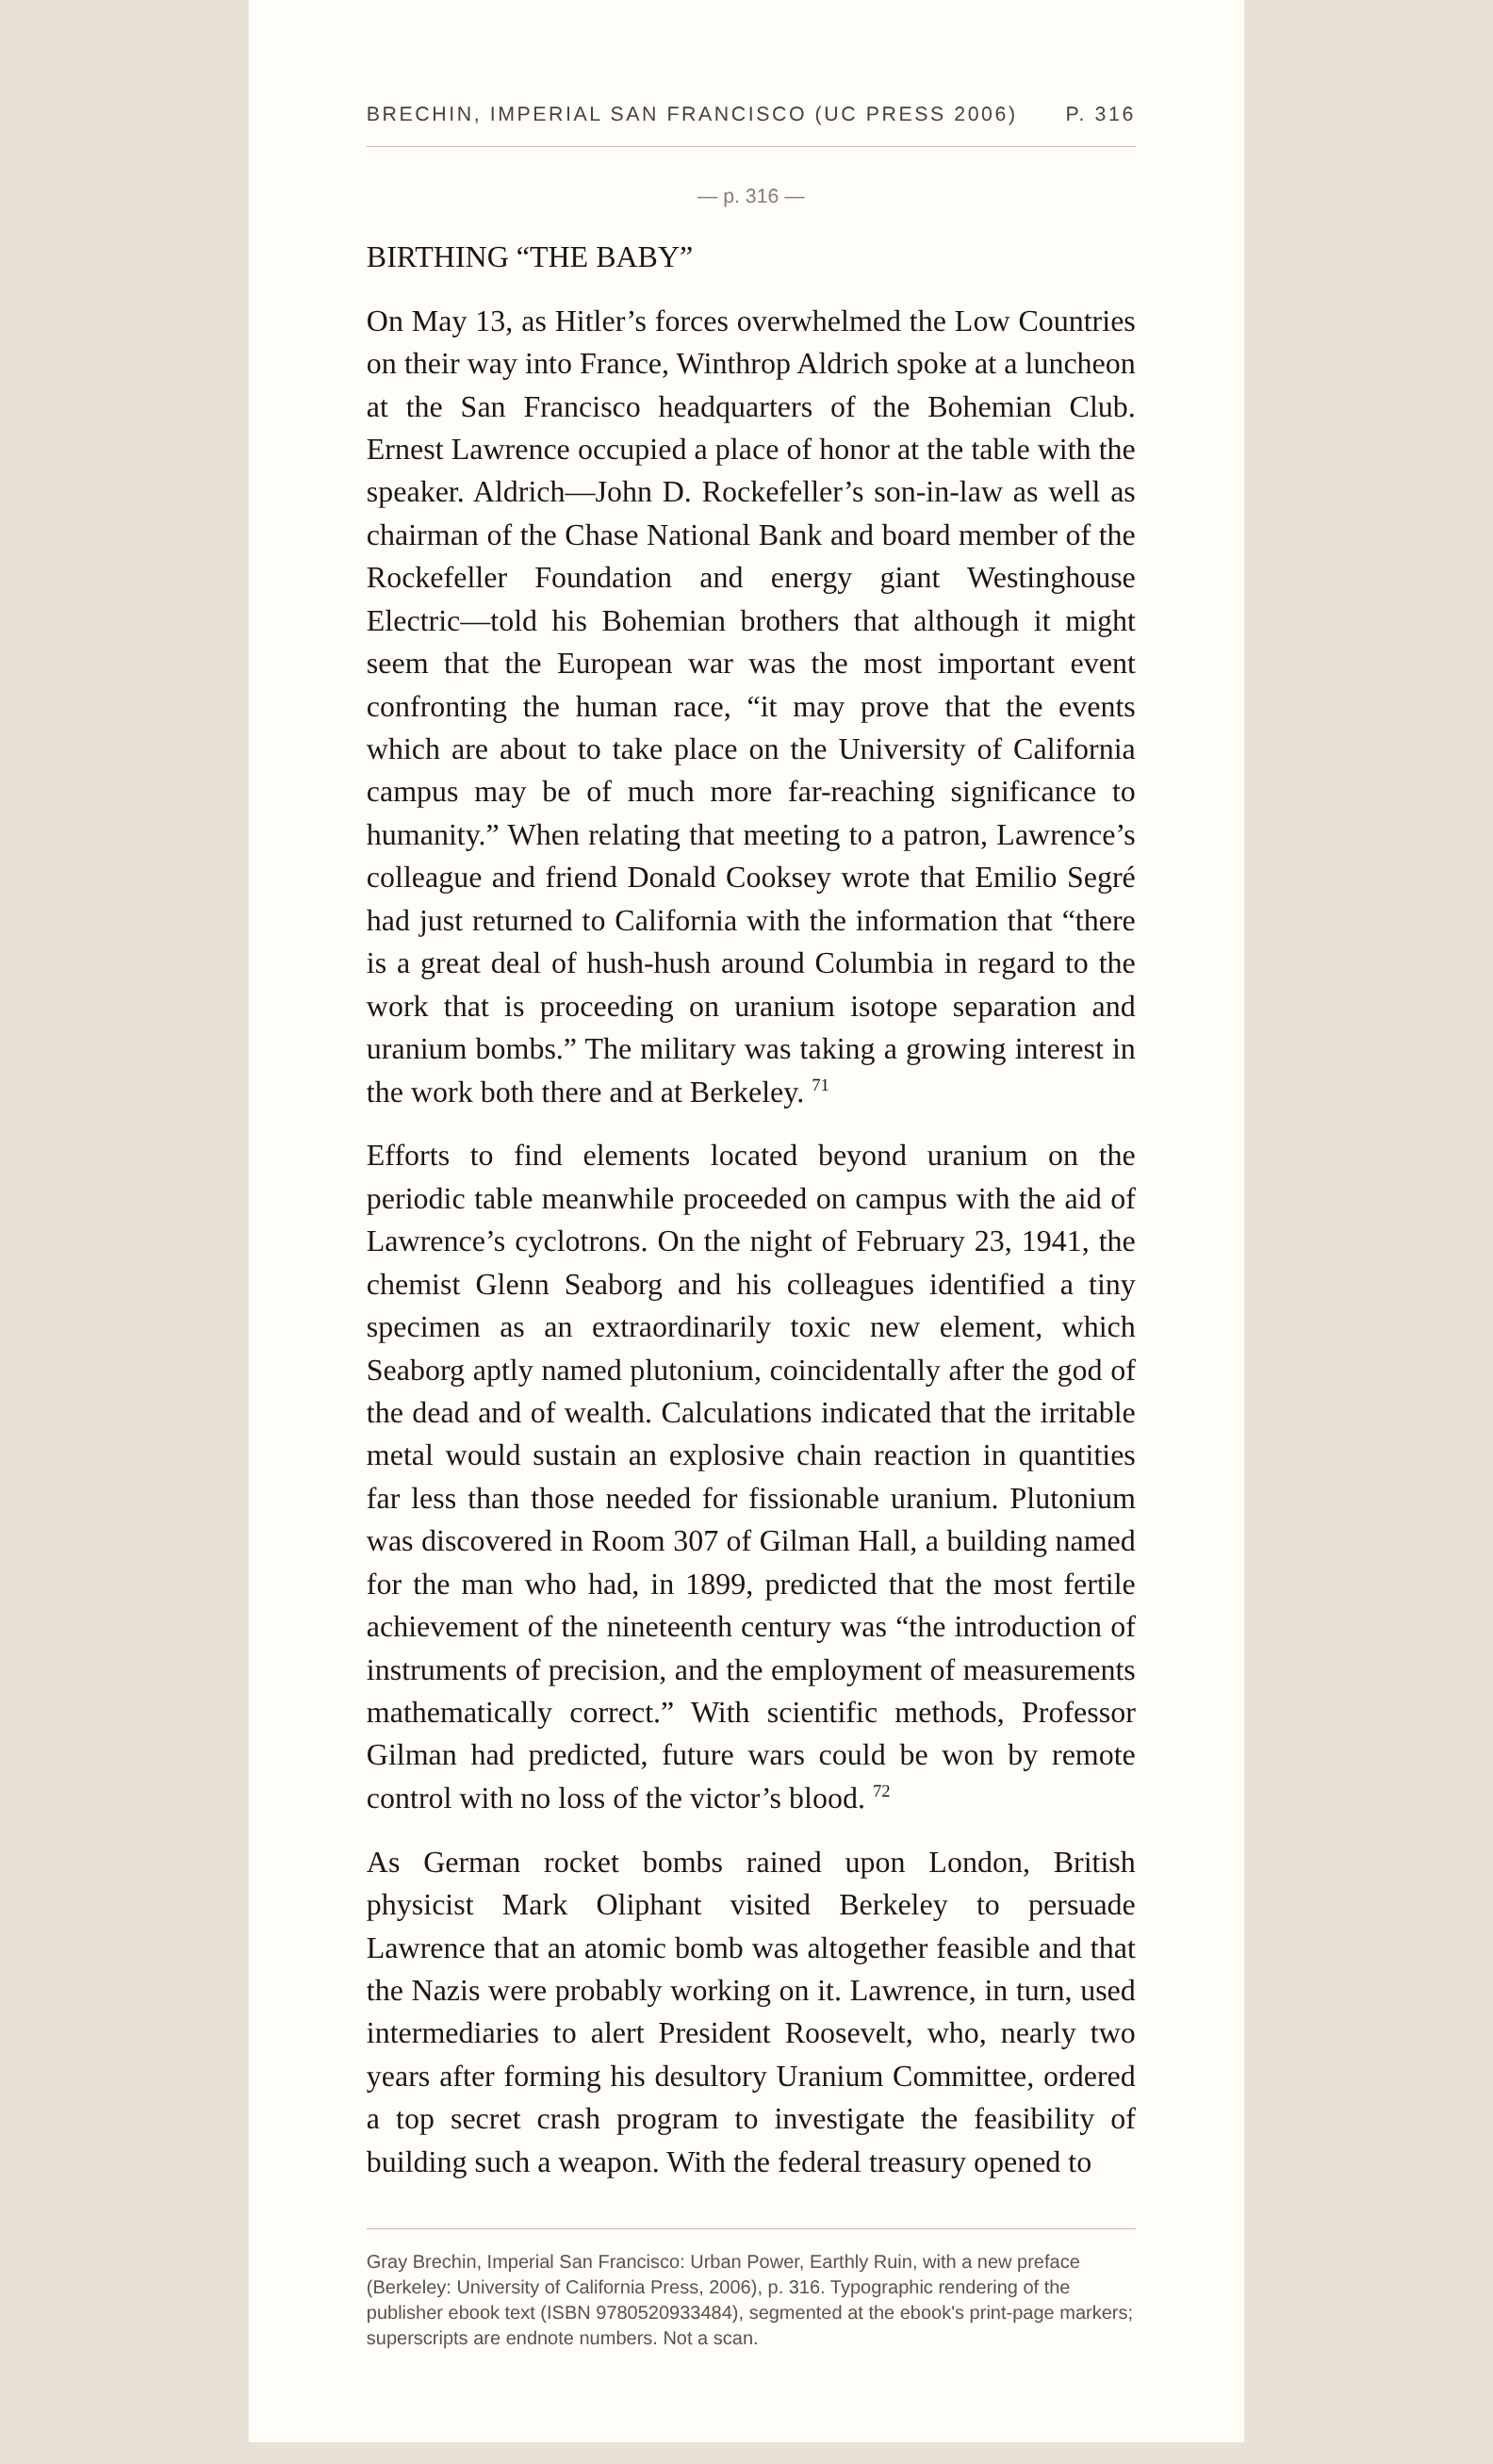 BRECHIN, IMPERIAL SAN FRANCISCO (UC PRESS 2006) P. 316
— p. 316 —
BIRTHING “THE BABY”
On May 13, as Hitler’s forces overwhelmed the Low Countries
on their way into France, Winthrop Aldrich spoke at a luncheon
at the San Francisco headquarters of the Bohemian Club.
Ernest Lawrence occupied a place of honor at the table with the
speaker. Aldrich—John D. Rockefeller’s son-in-law as well as
chairman of the Chase National Bank and board member of the
Rockefeller Foundation and energy giant Westinghouse
Electric—told his Bohemian brothers that although it might
seem that the European war was the most important event
confronting the human race, “it may prove that the events
which are about to take place on the University of California
campus may be of much more far-reaching significance to
humanity.” When relating that meeting to a patron, Lawrence’s
colleague and friend Donald Cooksey wrote that Emilio Segré
had just returned to California with the information that “there
is a great deal of hush-hush around Columbia in regard to the
work that is proceeding on uranium isotope separation and
uranium bombs.” The military was taking a growing interest in
the work both there and at Berkeley. 71
Efforts to find elements located beyond uranium on the
periodic table meanwhile proceeded on campus with the aid of
Lawrence’s cyclotrons. On the night of February 23, 1941, the
chemist Glenn Seaborg and his colleagues identified a tiny
specimen as an extraordinarily toxic new element, which
Seaborg aptly named plutonium, coincidentally after the god of
the dead and of wealth. Calculations indicated that the irritable
metal would sustain an explosive chain reaction in quantities
far less than those needed for fissionable uranium. Plutonium
was discovered in Room 307 of Gilman Hall, a building named
for the man who had, in 1899, predicted that the most fertile
achievement of the nineteenth century was “the introduction of
instruments of precision, and the employment of measurements
mathematically correct.” With scientific methods, Professor
Gilman had predicted, future wars could be won by remote
control with no loss of the victor’s blood. 72
As German rocket bombs rained upon London, British
physicist Mark Oliphant visited Berkeley to persuade
Lawrence that an atomic bomb was altogether feasible and that
the Nazis were probably working on it. Lawrence, in turn, used
intermediaries to alert President Roosevelt, who, nearly two
years after forming his desultory Uranium Committee, ordered
a top secret crash program to investigate the feasibility of
building such a weapon. With the federal treasury opened to
Gray Brechin, Imperial San Francisco: Urban Power, Earthly Ruin, with a new preface
(Berkeley: University of California Press, 2006), p. 316. Typographic rendering of the
publisher ebook text (ISBN 9780520933484), segmented at the ebook's print-page markers;
superscripts are endnote numbers. Not a scan.